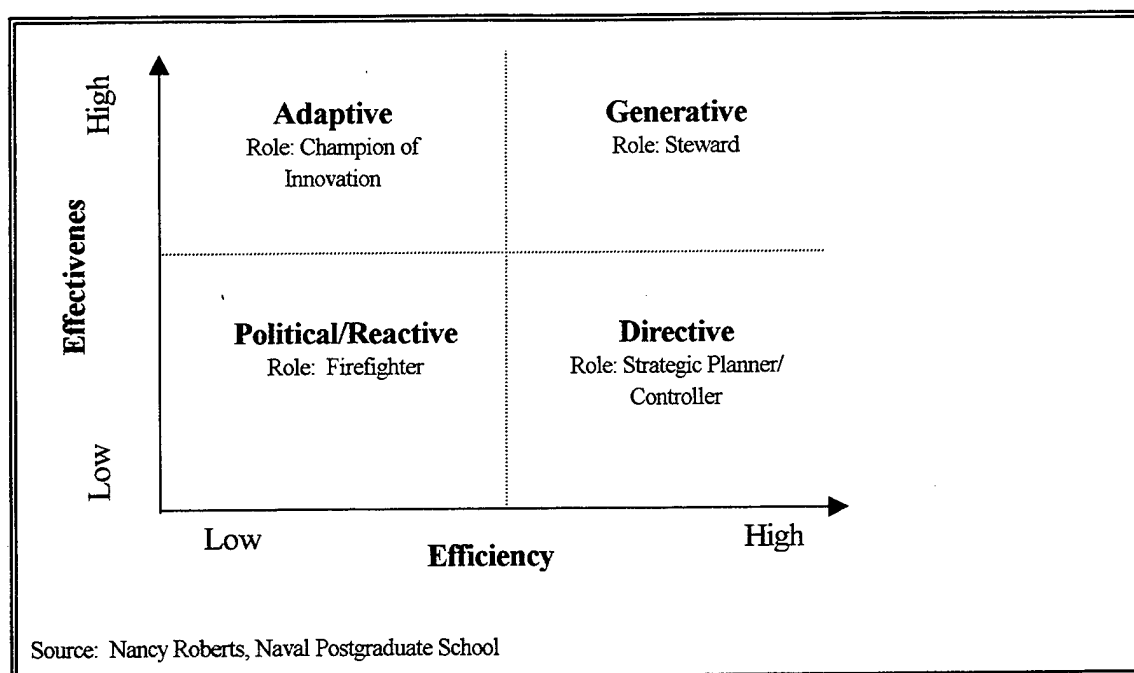 High
Adaptive
Role: Champion of
Innovation
Generative
Role: Steward
Effectivenes
Political/Reactive
Role: Firefighter
Directive
Role: Strategic Planner/
Controller
Low
Low
Efficiency
High
Source: Nancy Roberts, Naval Postgraduate School